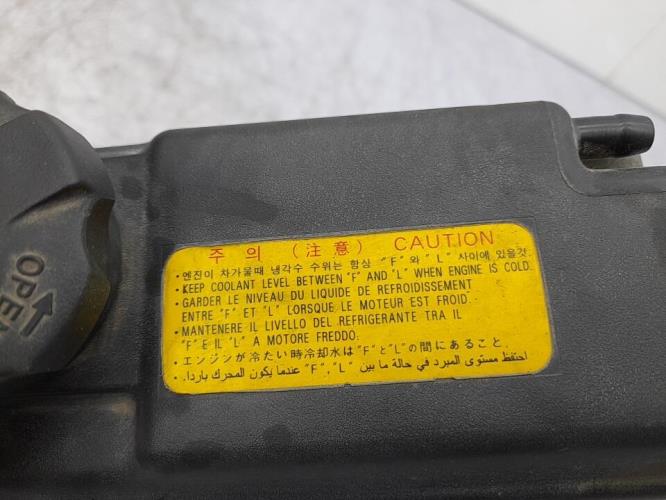 주 의 (注 意) CAUTION
· 엔진이 차가울때 냉각수 수위는 항상 "F" 와 "L" 사이에 있을것.
· KEEP COOLANT LEVEL BETWEEN "F" AND "L" WHEN ENGINE IS COLD.
· GARDER LE NIVEAU DU LIQUIDE DE REFROIDISSEMENT
ENTRE "F" ET "L" LORSQUE LE MOTEUR EST FROID.
· MANTENERE IL LIVELLO DEL REFRIGERANTE TRA IL
"F" E IL "L" A MOTORE FREDDO.
· エンジンが冷たい時冷却水は "F" と "L" の間にあること.
· احتفظ مستوى المبرد في حالة ما بين "F", "L" عندما يكون المحرك باردا.
OPEN